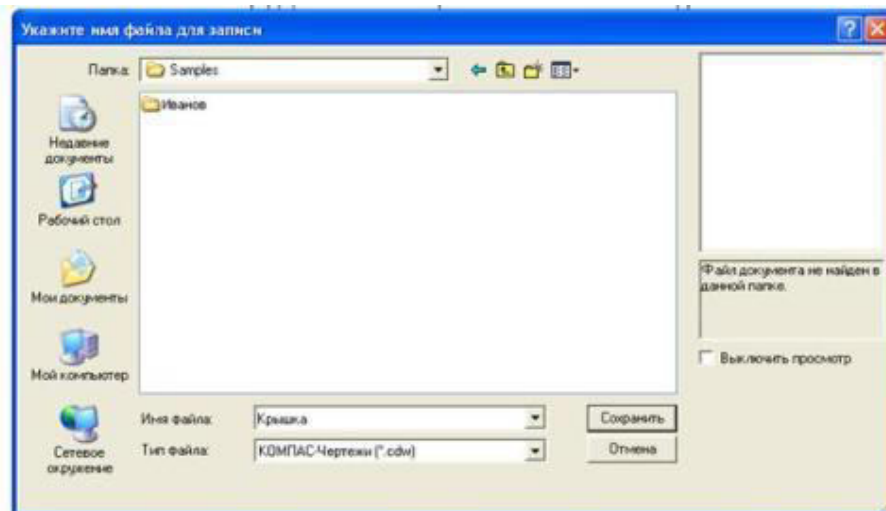 Укажите имя файла для записи
Папка: Samples
Иванов
Недавние
документы
Рабочий стол
Мои документы
Мой компьютер
Сетевое
окружение
Файл документа не найден в
данной папке.
Выключить просмотр
Имя файла: Крышка Сохранить
Тип файла: КОМПАС-Чертежи (*.cdw) Отмена